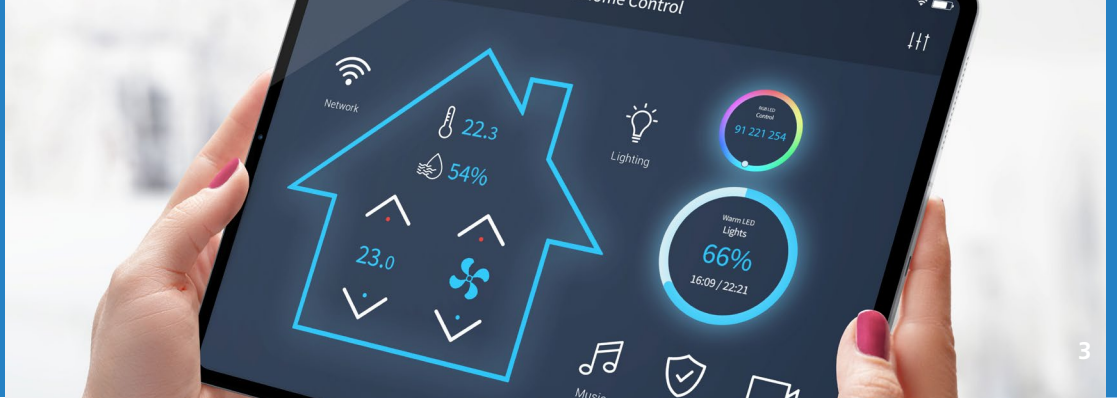 Home Control
Network
22.3
54%
23.0
Lighting
RGB LED
Control
91 221 254
Warm LED
Lights
66%
16:09 / 22:21
Music
3